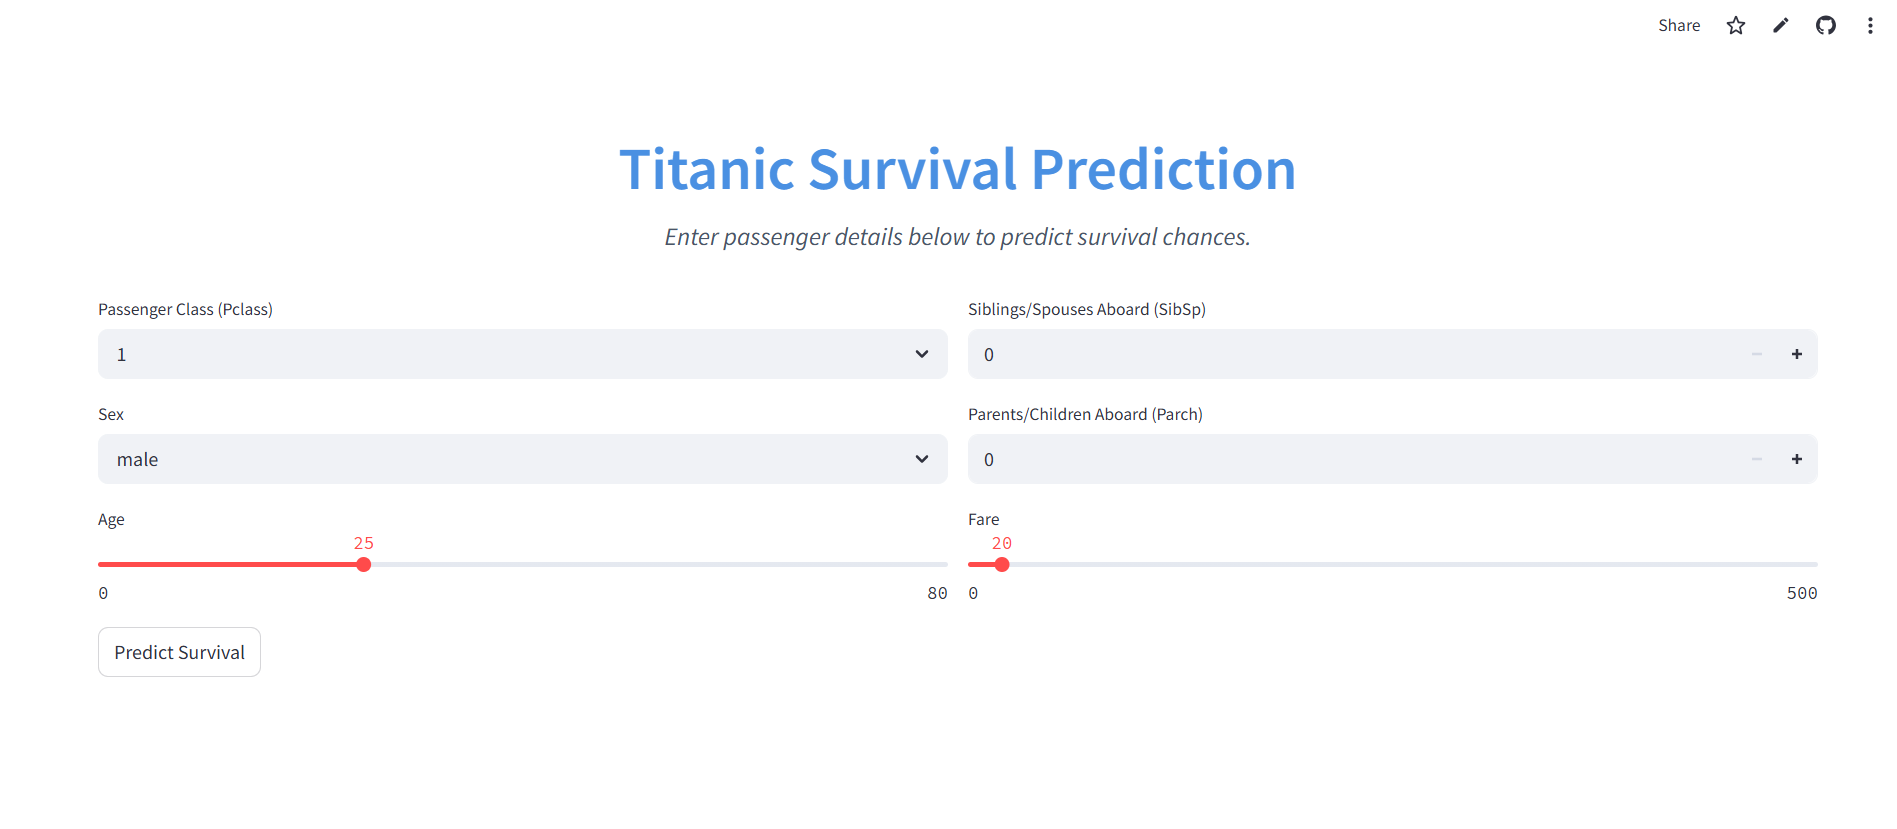 Share
Titanic Survival Prediction
Enter passenger details below to predict survival chances.
Passenger Class (Pclass)
1
Sex
male
Age
25
0 80
Siblings/Spouses Aboard (SibSp)
0
Parents/Children Aboard (Parch)
0
Fare
20
0 500
Predict Survival